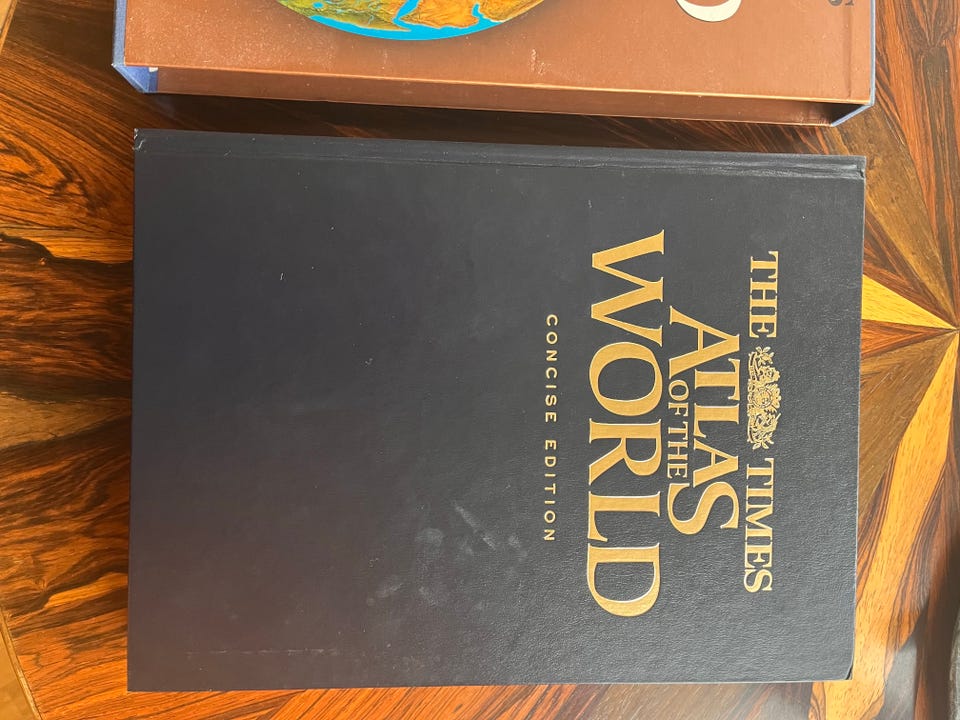 THE TIMES
ATLAS
OF THE
WORLD
CONCISE EDITION